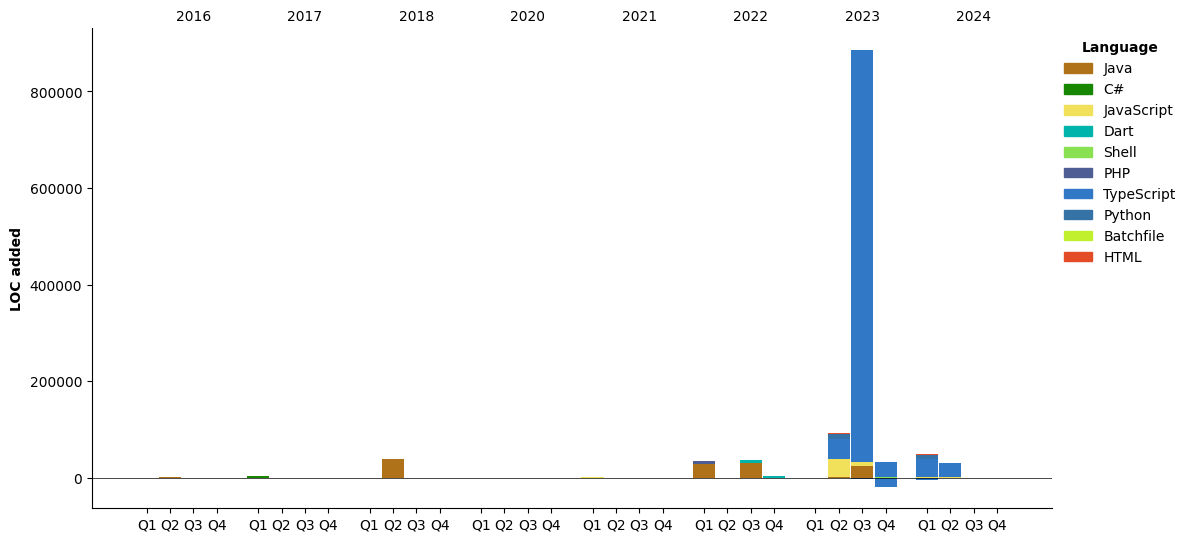 2016 2017 2018 2020 2021 2022 2023 2024
LOC added
800000
600000
400000
200000
0
Q1 Q2 Q3 Q4 Q1 Q2 Q3 Q4 Q1 Q2 Q3 Q4 Q1 Q2 Q3 Q4 Q1 Q2 Q3 Q4 Q1 Q2 Q3 Q4 Q1 Q2 Q3 Q4 Q1 Q2 Q3 Q4
Language
Java
C#
JavaScript
Dart
Shell
PHP
TypeScript
Python
Batchfile
HTML